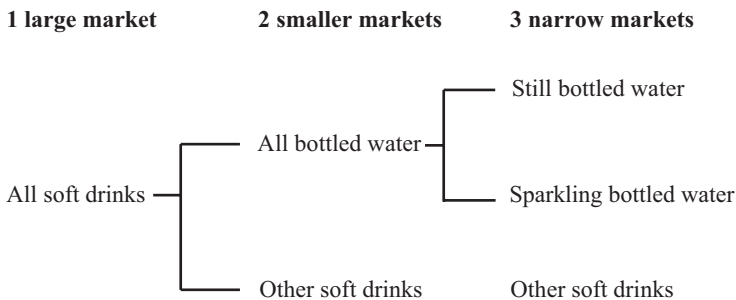 1 large market
2 smaller markets
3 narrow markets
Still bottled water
All bottled water
All soft drinks
Sparkling bottled water
Other soft drinks
Other soft drinks